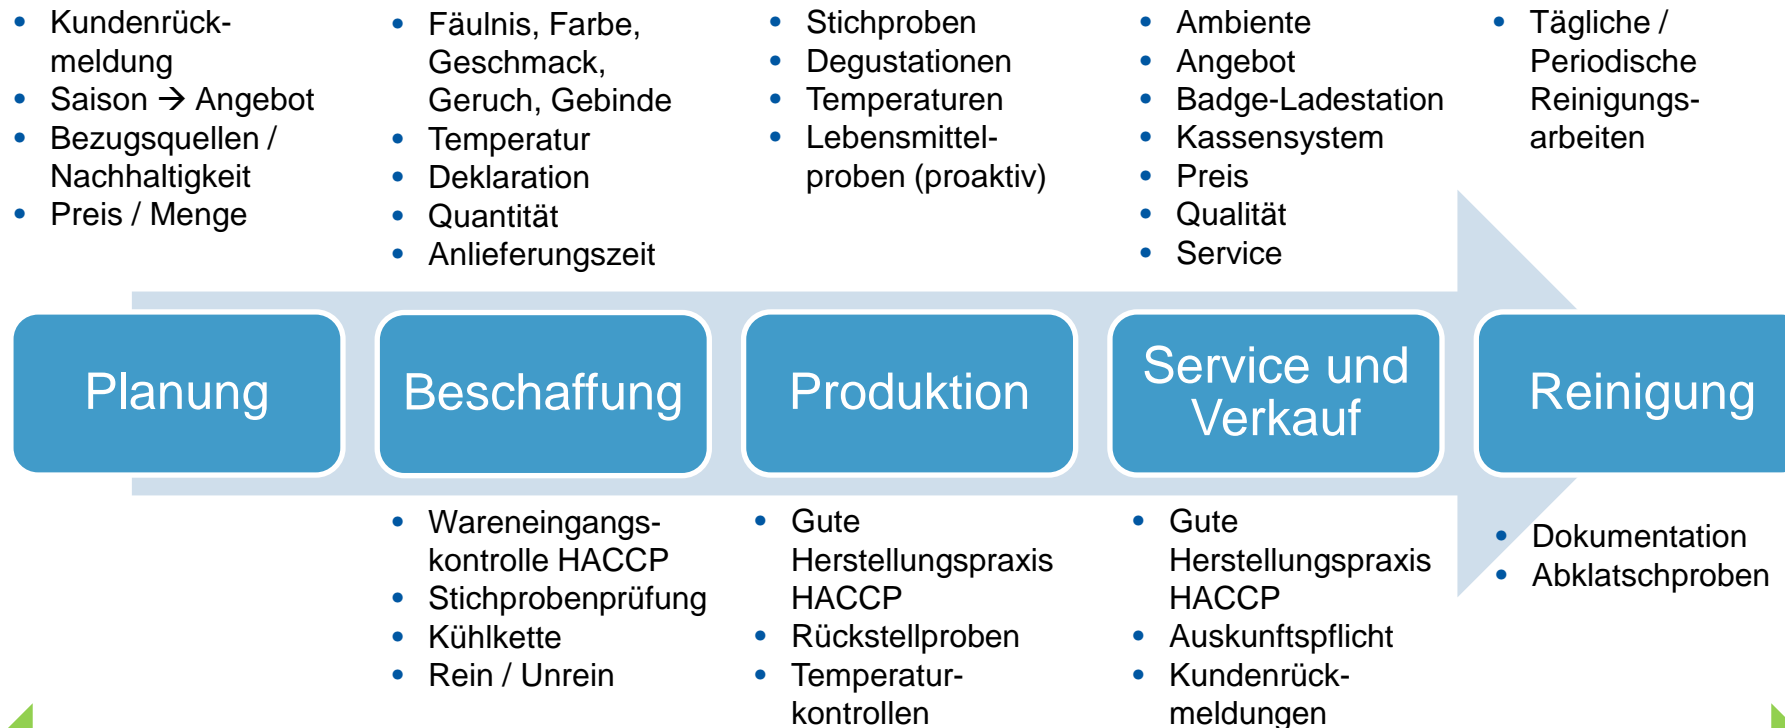 • Kundenrück-
meldung
• Saison → Angebot
• Bezugsquellen /
Nachhaltigkeit
• Preis / Menge
• Fäulnis, Farbe,
Geschmack,
Geruch, Gebinde
• Temperatur
• Deklaration
• Quantität
• Anlieferungszeit
• Stichproben
• Degustationen
• Temperaturen
• Lebensmittel-
proben (proaktiv)
• Ambiente
• Angebot
• Badge-Ladestation
• Kassensystem
• Preis
• Qualität
• Service
• Tägliche /
Periodische
Reinigungs-
arbeiten
Planung
Beschaffung
Produktion
Service und
Verkauf
Reinigung
• Wareneingangs-
kontrolle HACCP
• Stichprobenprüfung
• Kühlkette
• Rein / Unrein
• Gute
Herstellungspraxis
HACCP
• Rückstellproben
• Temperatur-
kontrollen
• Gute
Herstellungspraxis
HACCP
• Auskunftspflicht
• Kundenrück-
meldungen
• Dokumentation
• Abklatschproben